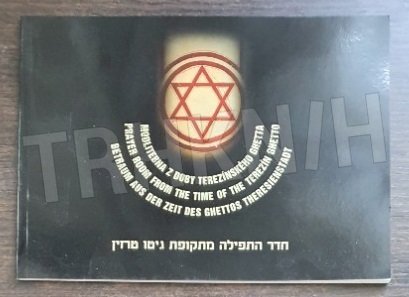 MODLITEBNA Z DOBY TEREZÍNSKÉHO GHETTA
PRAYER ROOM FROM THE TIME OF THE TEREZÍN GHETTO
BETRAUM AUS DER ZEIT DES GHETTOS THERESIENSTADT
חדר התפילה מתקופת גיטו טרזין
TRHKNIH